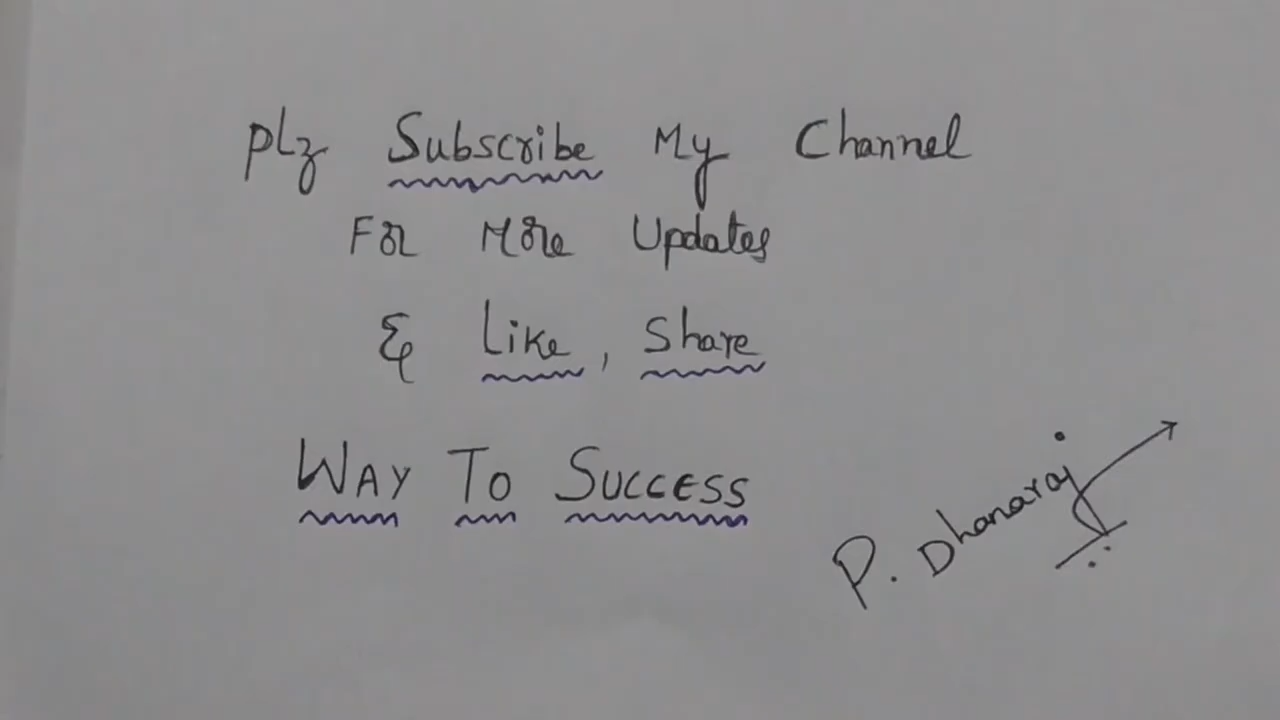 Plz Subscribe My Channel
For More Updates
& Like, Share
WAY TO SUCCESS
P. Dhanaraj